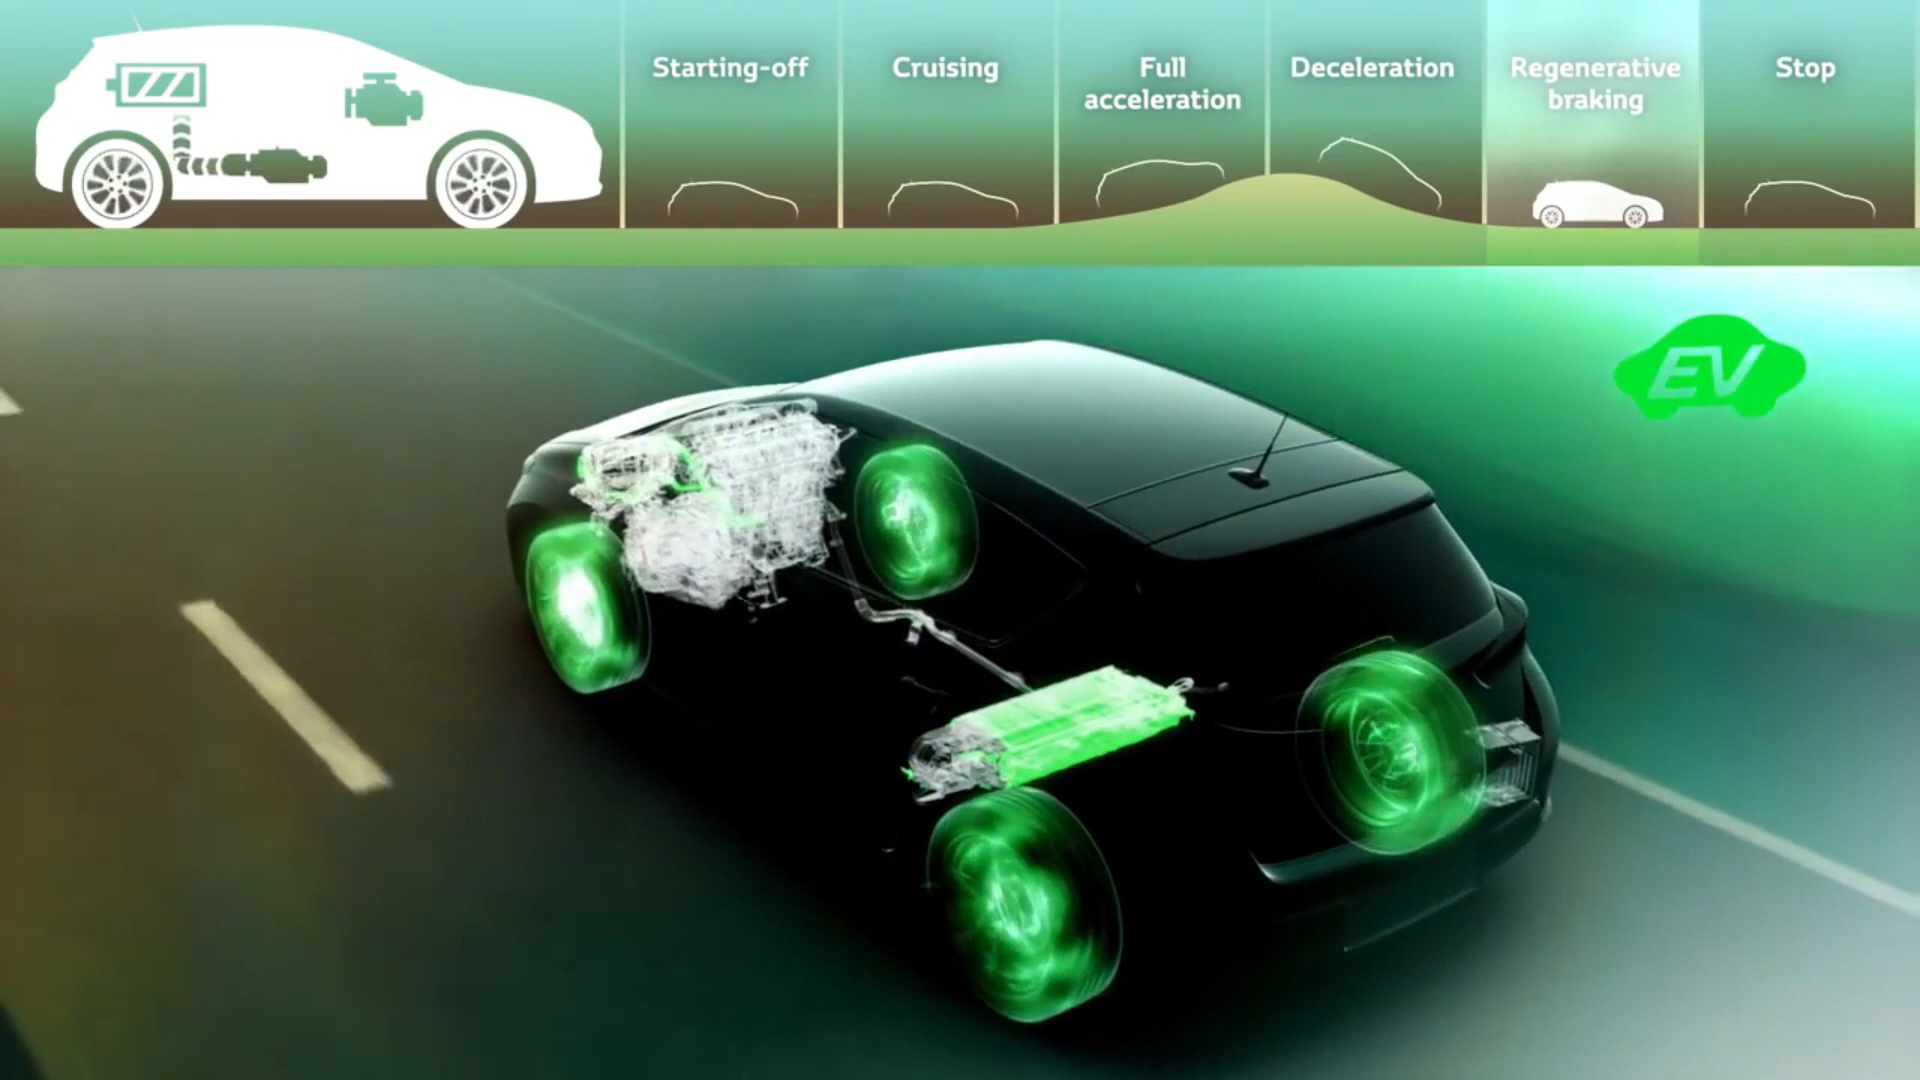 Starting-off
Cruising
Full
acceleration
Deceleration
Regenerative
braking
Stop
EV